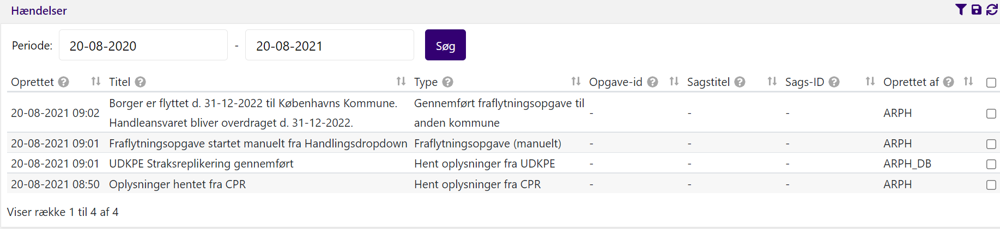 Hændelser
Periode: 20-08-2020 - 20-08-2021 Søg
Oprettet Titel Type Opgave-id Sagstitel Sags-ID Oprettet af
20-08-2021 09:02 Borger er flyttet d. 31-12-2022 til Københavns Kommune. Handleansvaret bliver overdraget d. 31-12-2022. Gennemført fraflytningsopgave til anden kommune - - - ARPH
20-08-2021 09:01 Fraflytningsopgave startet manuelt fra Handlingsdropdown Fraflytningsopgave (manuelt) - - - ARPH
20-08-2021 09:01 UDKPE Straksreplikering gennemført Hent oplysninger fra UDKPE - - - ARPH_DB
20-08-2021 08:50 Oplysninger hentet fra CPR Hent oplysninger fra CPR - - - ARPH
Viser række 1 til 4 af 4